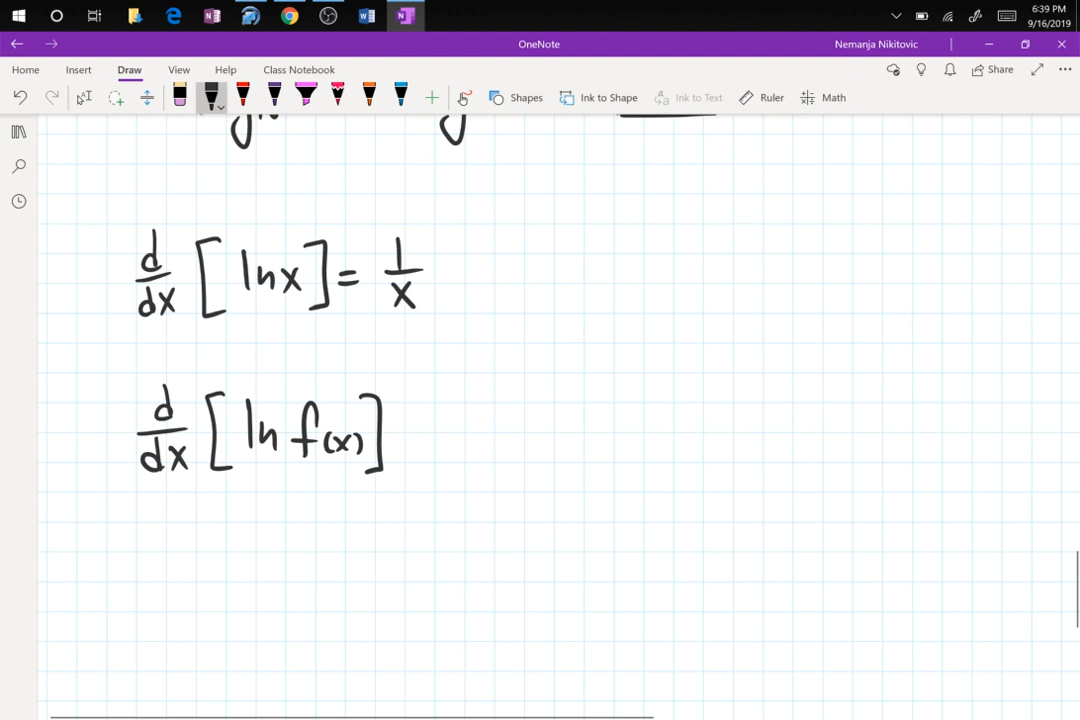 6:39 PM
9/16/2019
OneNote
Nemanja Nikitovic
Home Insert Draw View Help Class Notebook Share
Shapes Ink to Shape Ink to Text Ruler Math
d/dx [ ln x ] = 1/x
d/dx [ ln f(x) ]